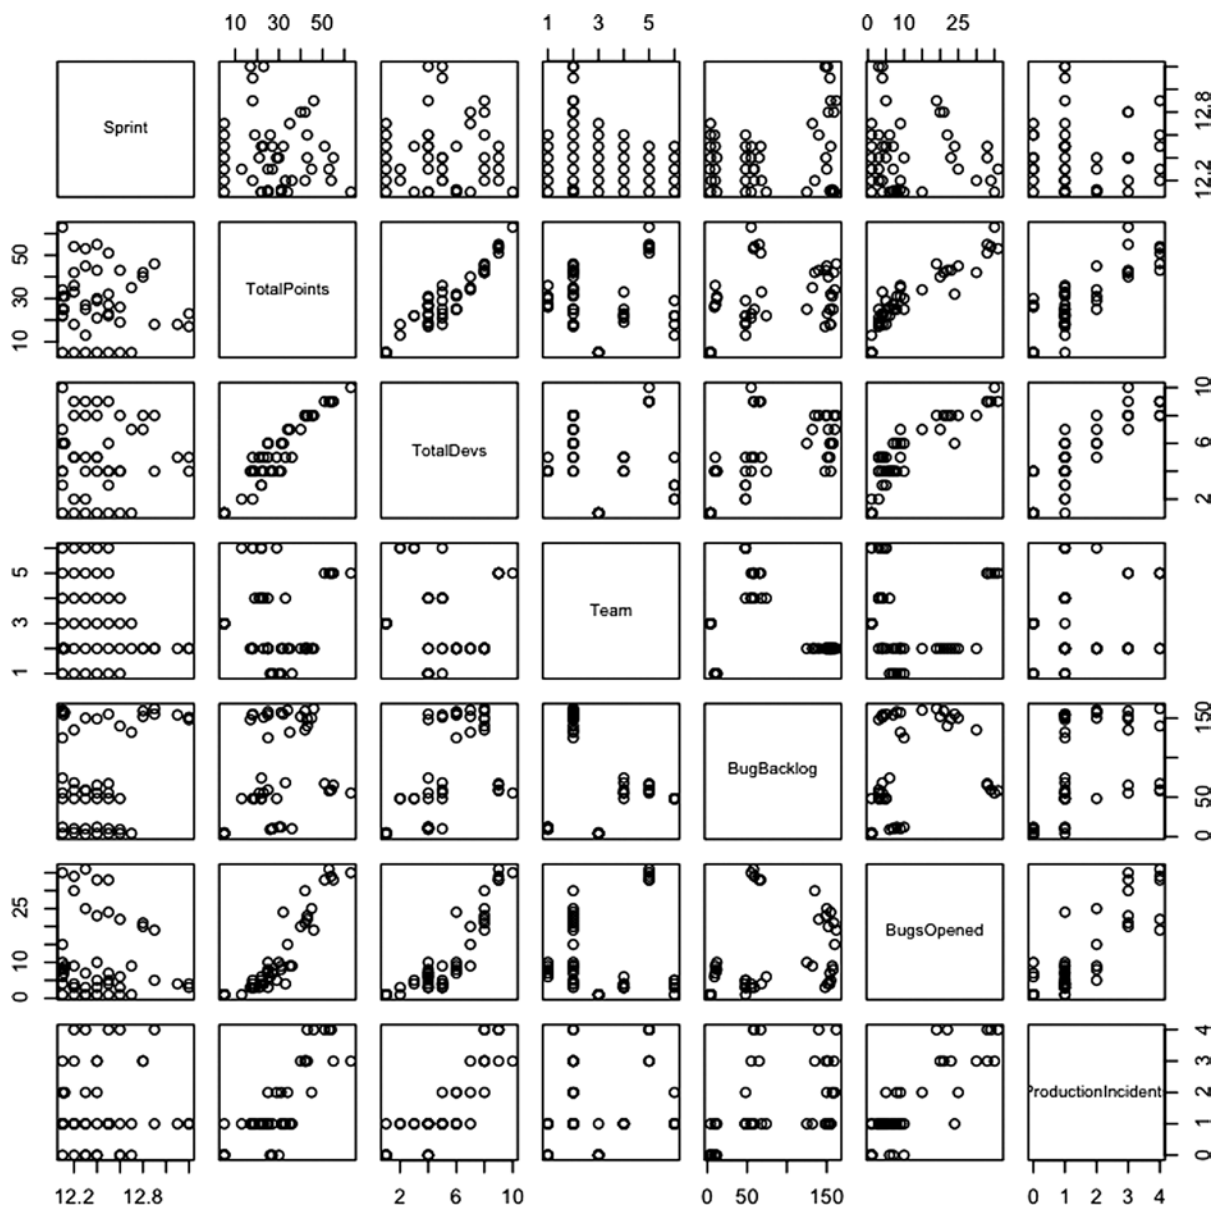 10 30 50 1 3 5 0 10 25
Sprint
12.2 12.8
10 30 50
TotalPoints
TotalDevs
2 6 10
1 3 5
Team
BugBacklog
0 50 150
0 10 25
BugsOpened
ProductionIncident
0 1 2 3 4
12.2 12.8 2 6 10 0 50 150 0 1 2 3 4